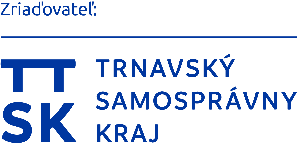 Zriaďovateľ:
TT
SK
TRNAVSKÝ
SAMOSPRÁVNY
KRAJ